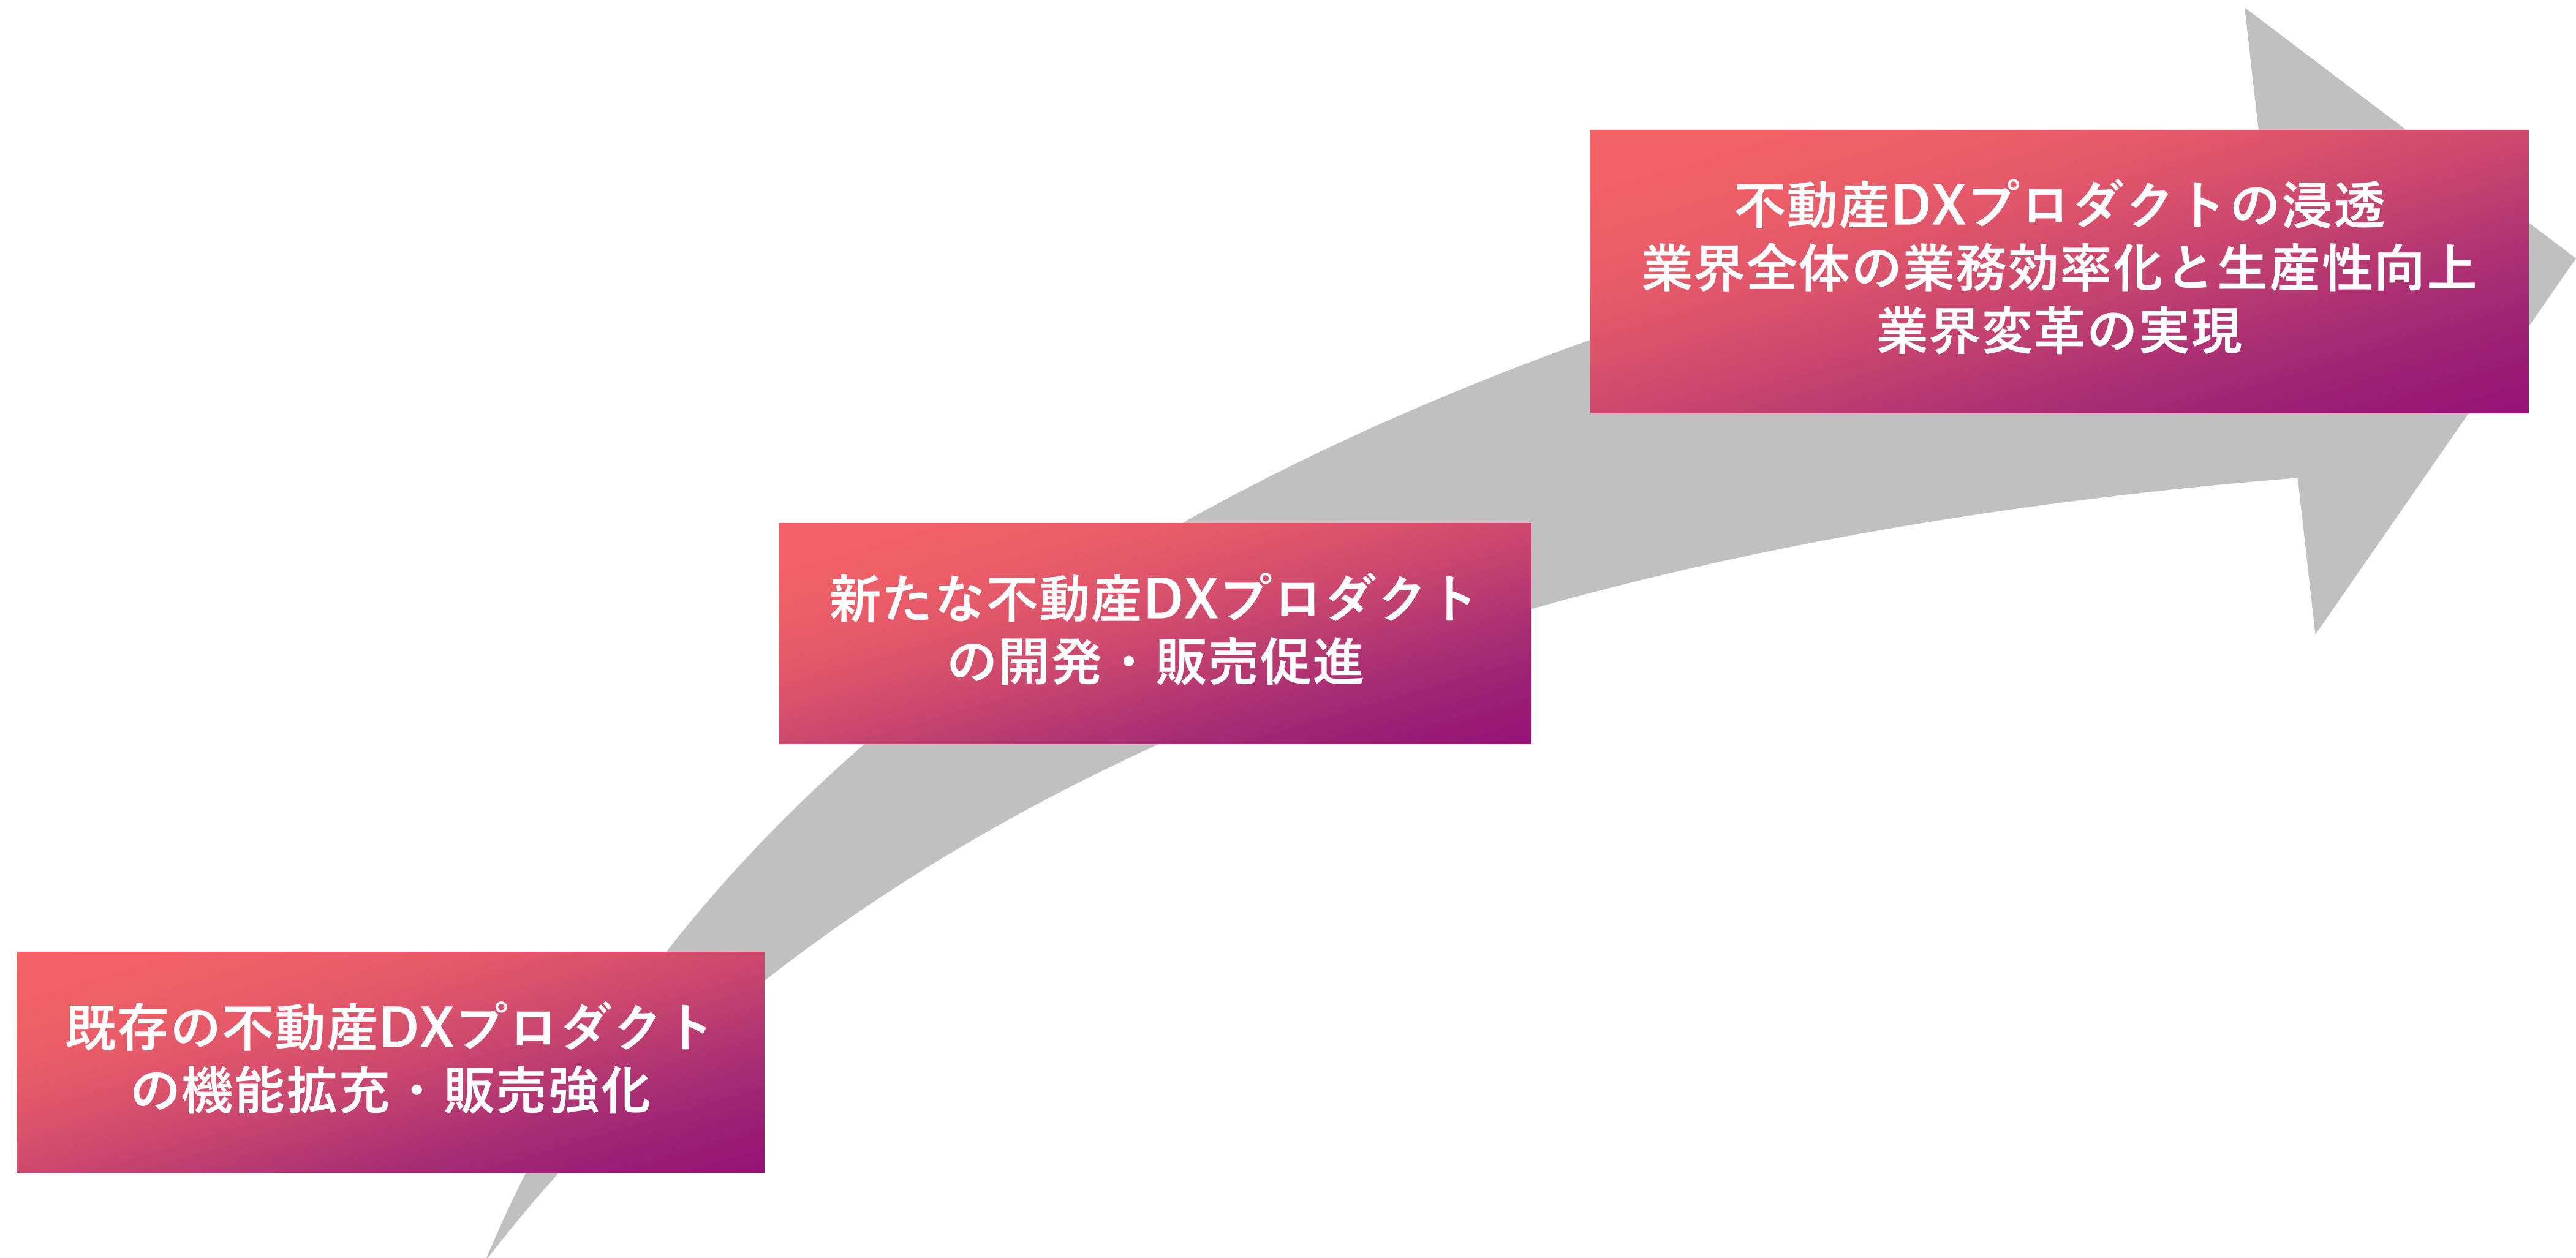 不動産DXプロダクトの浸透
業界全体の業務効率化と生産性向上
業界変革の実現
新たな不動産DXプロダクト
の開発・販売促進
既存の不動産DXプロダクト
の機能拡充・販売強化